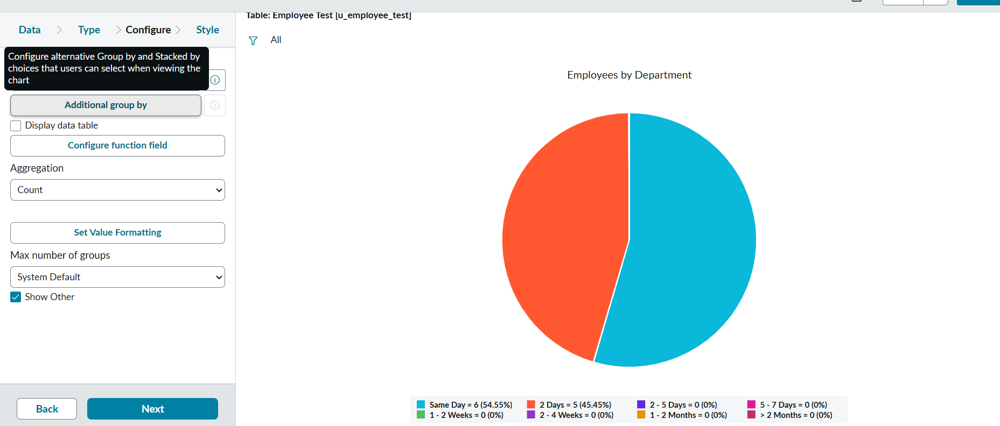 Table: Employee Test [u_employee_test]
Data
Type
Configure
Style
All
Configure alternative Group by and Stacked by
choices that users can select when viewing the
chart
Additional group by
Display data table
Configure function field
Aggregation
Count
Set Value Formatting
Max number of groups
System Default
Show Other
Back
Next
Employees by Department
Same Day = 6 (54.55%)
2 Days = 5 (45.45%)
2 - 5 Days = 0 (0%)
5 - 7 Days = 0 (0%)
1 - 2 Weeks = 0 (0%)
2 - 4 Weeks = 0 (0%)
1 - 2 Months = 0 (0%)
> 2 Months = 0 (0%)